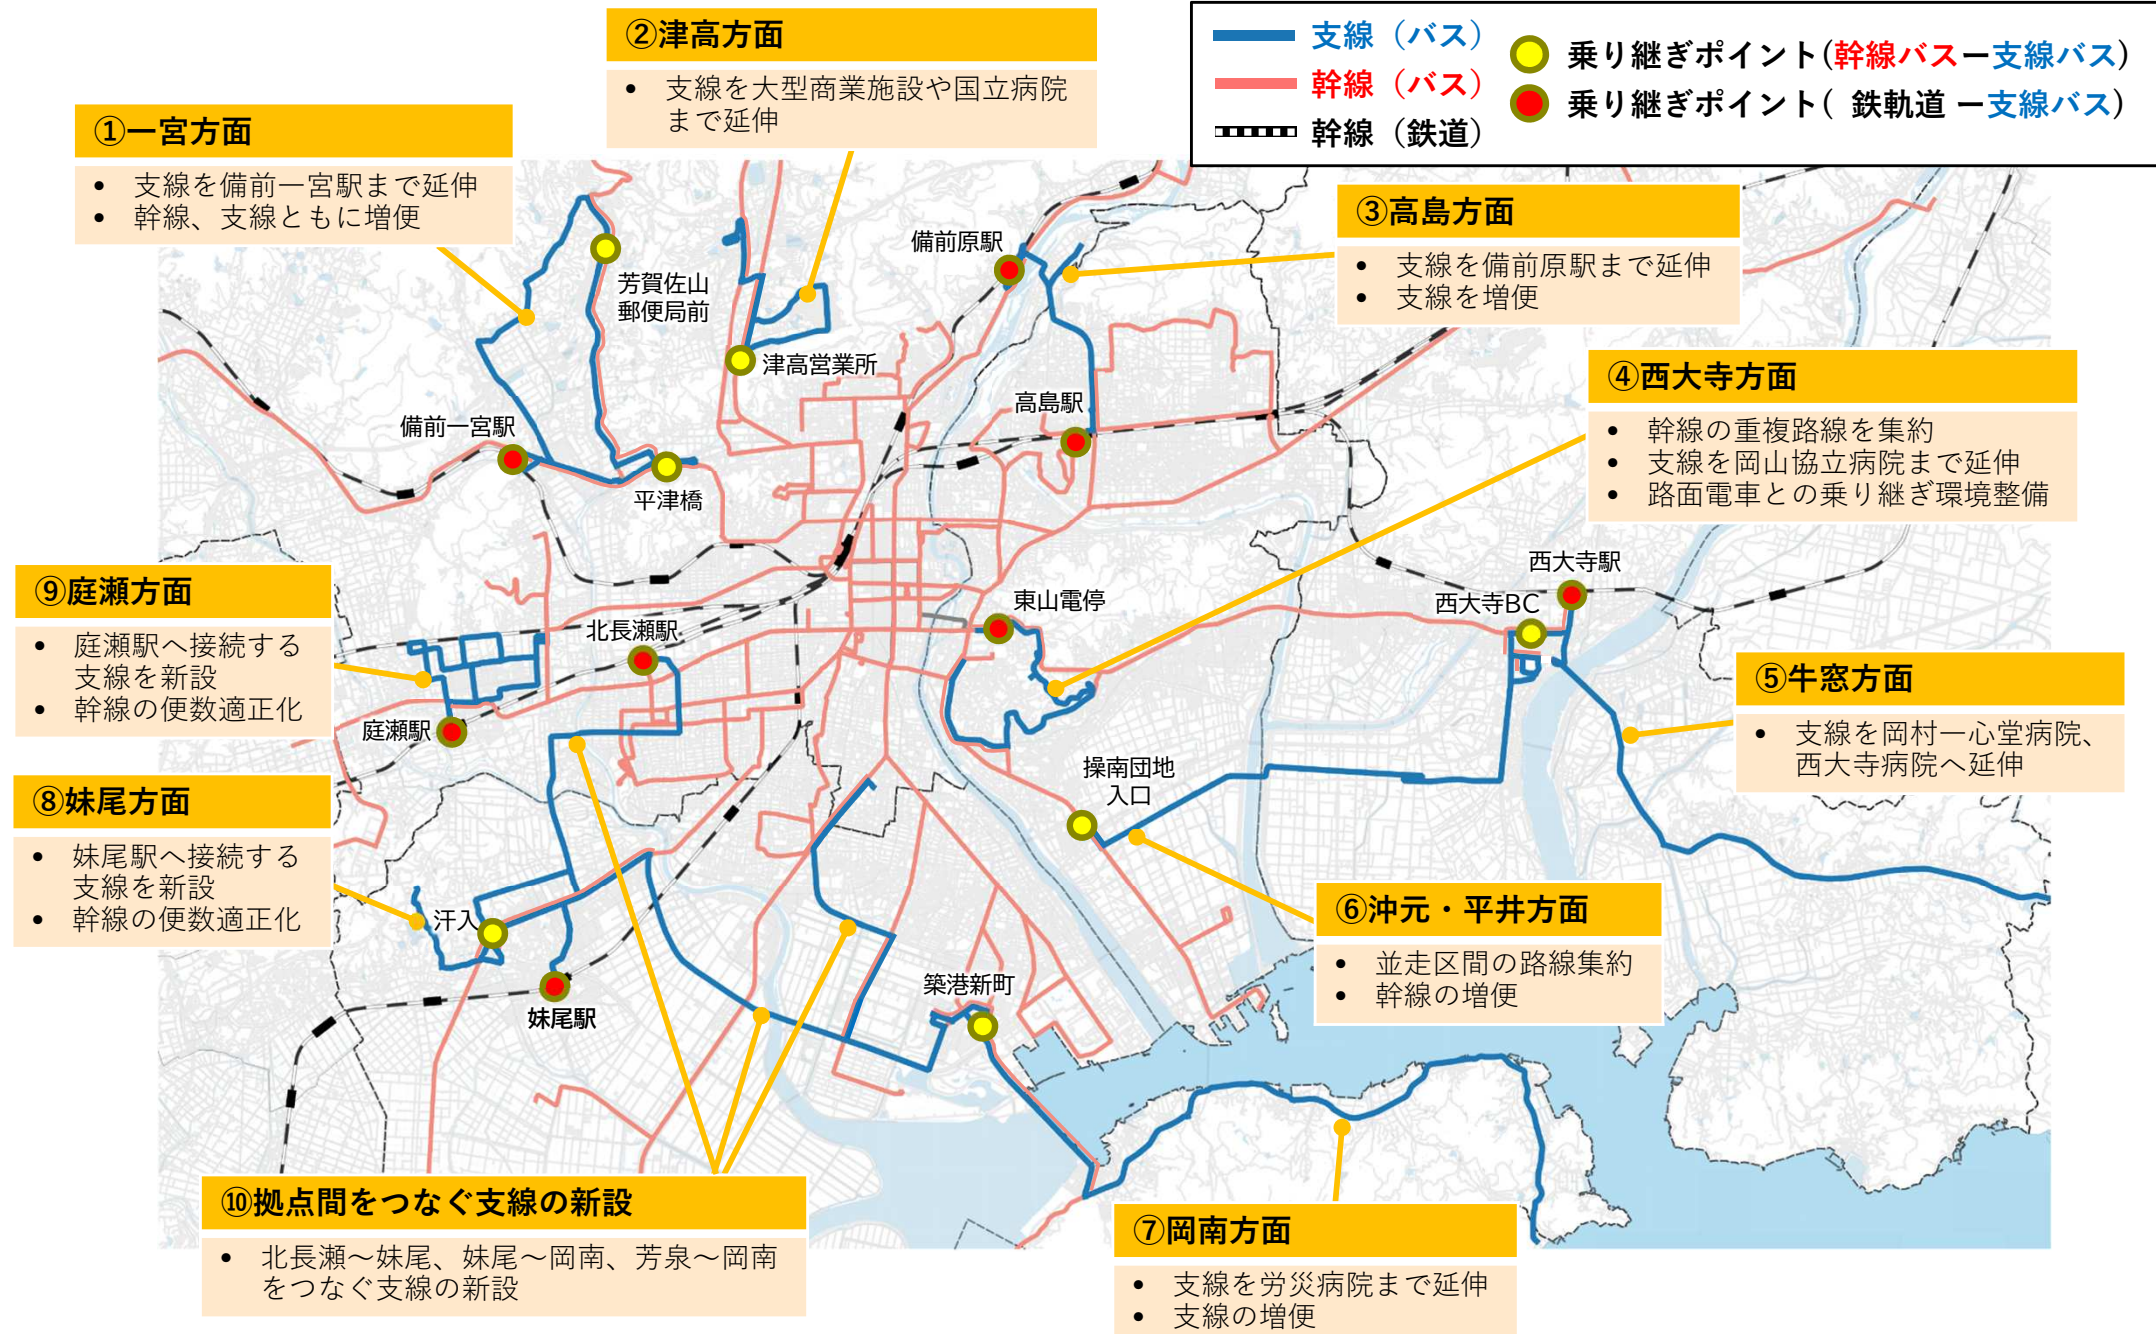 ②津高方面
• 支線を大型商業施設や国立病院
まで延伸
支線（バス）
幹線（バス）
幹線（鉄道）
乗り継ぎポイント(幹線バスー支線バス)
乗り継ぎポイント( 鉄軌道 ー支線バス)
①一宮方面
• 支線を備前一宮駅まで延伸
• 幹線、支線ともに増便
③高島方面
• 支線を備前原駅まで延伸
• 支線を増便
備前原駅
芳賀佐山
郵便局前
津高営業所
④西大寺方面
• 幹線の重複路線を集約
• 支線を岡山協立病院まで延伸
• 路面電車との乗り継ぎ環境整備
高島駅
備前一宮駅
平津橋
西大寺駅
西大寺BC
東山電停
北長瀬駅
⑨庭瀬方面
• 庭瀬駅へ接続する
支線を新設
• 幹線の便数適正化
庭瀬駅
⑤牛窓方面
• 支線を岡村一心堂病院、
西大寺病院へ延伸
操南団地
入口
⑧妹尾方面
• 妹尾駅へ接続する
支線を新設
• 幹線の便数適正化
汗入
妹尾駅
築港新町
⑥沖元・平井方面
• 並走区間の路線集約
• 幹線の増便
⑩拠点間をつなぐ支線の新設
• 北長瀬～妹尾、妹尾～岡南、芳泉～岡南
をつなぐ支線の新設
⑦岡南方面
• 支線を労災病院まで延伸
• 支線の増便